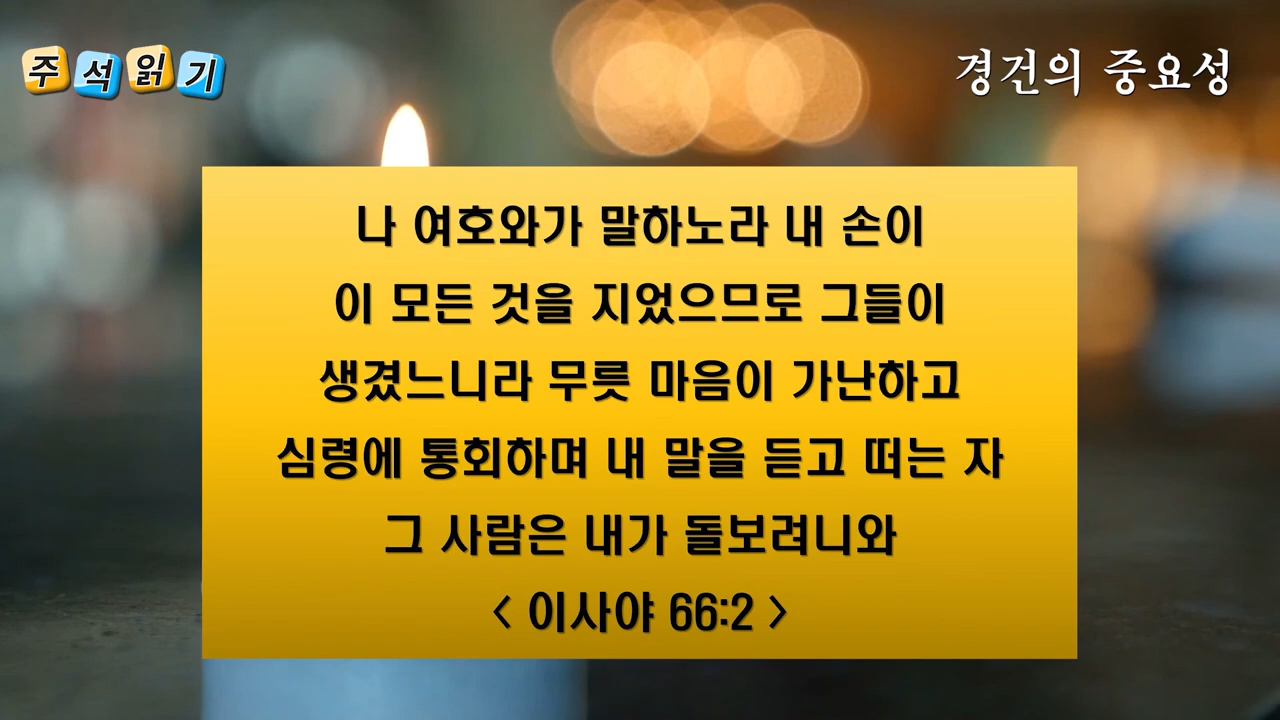 주석읽기
경건의 중요성
나 여호와가 말하노라 내 손이
이 모든 것을 지었으므로 그들이
생겼느니라 무릇 마음이 가난하고
심령에 통회하며 내 말을 듣고 떠는 자
그 사람은 내가 돌보려니와
< 이사야 66:2 >